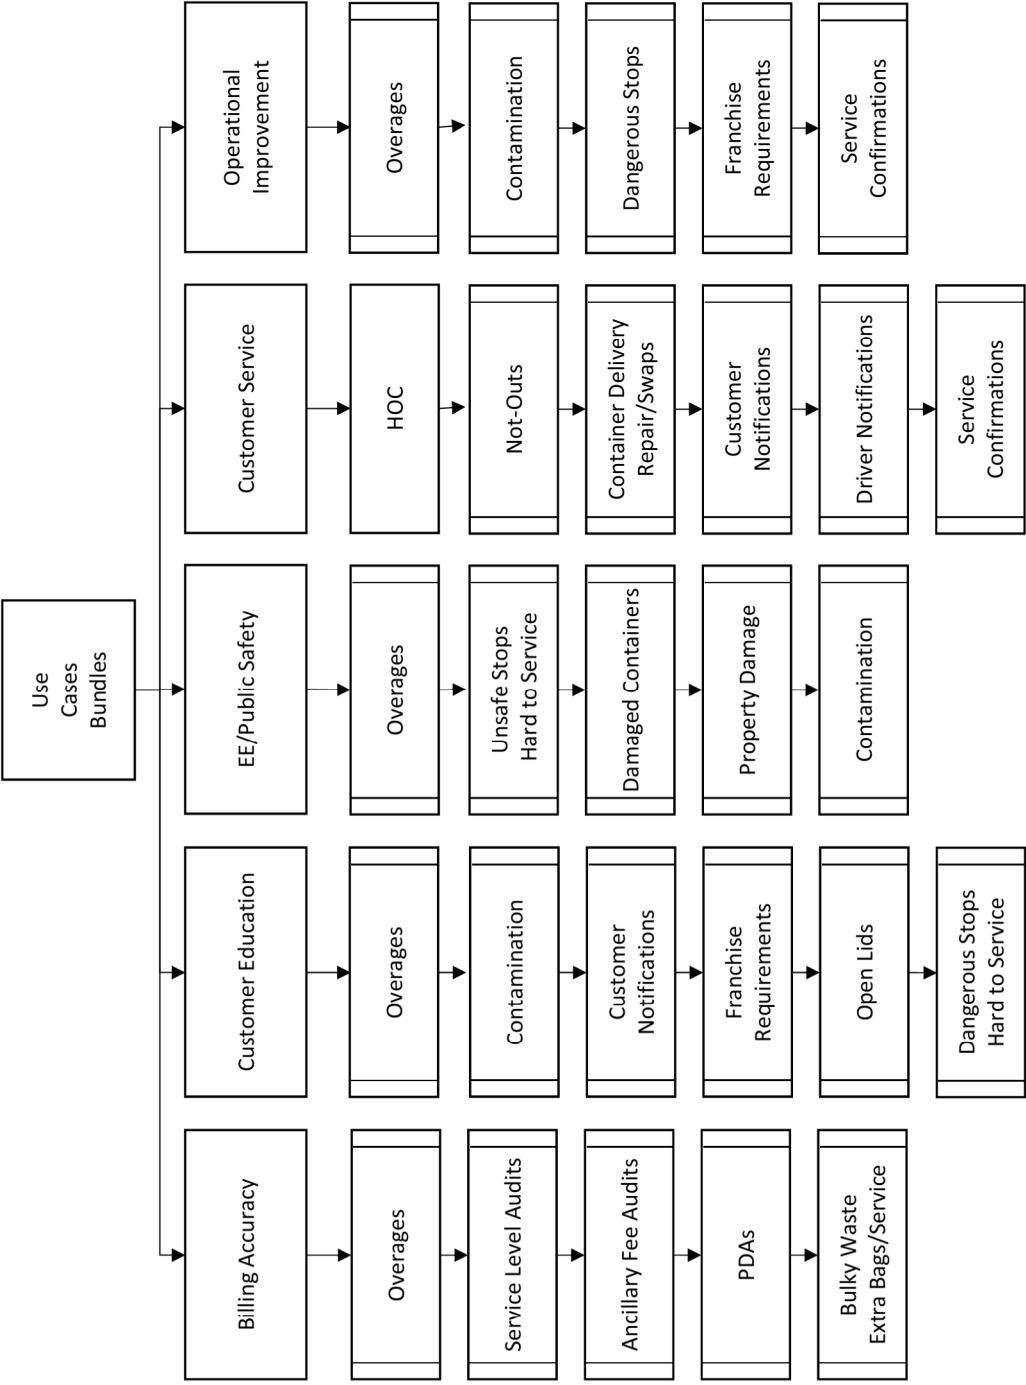 Use
Cases
Bundles
Billing Accuracy
Overages
Service Level Audits
Ancillary Fee Audits
PDAs
Bulky Waste
Extra Bags/Service
Customer Education
Overages
Contamination
Customer
Notifications
Franchise
Requirements
Open Lids
Dangerous Stops
Hard to Service
EE/Public Safety
Overages
Unsafe Stops
Hard to Service
Damaged Containers
Property Damage
Contamination
Customer Service
HOC
Not-Outs
Container Delivery
Repair/Swaps
Customer
Notifications
Driver Notifications
Service
Confirmations
Operational
Improvement
Overages
Contamination
Dangerous Stops
Franchise
Requirements
Service
Confirmations